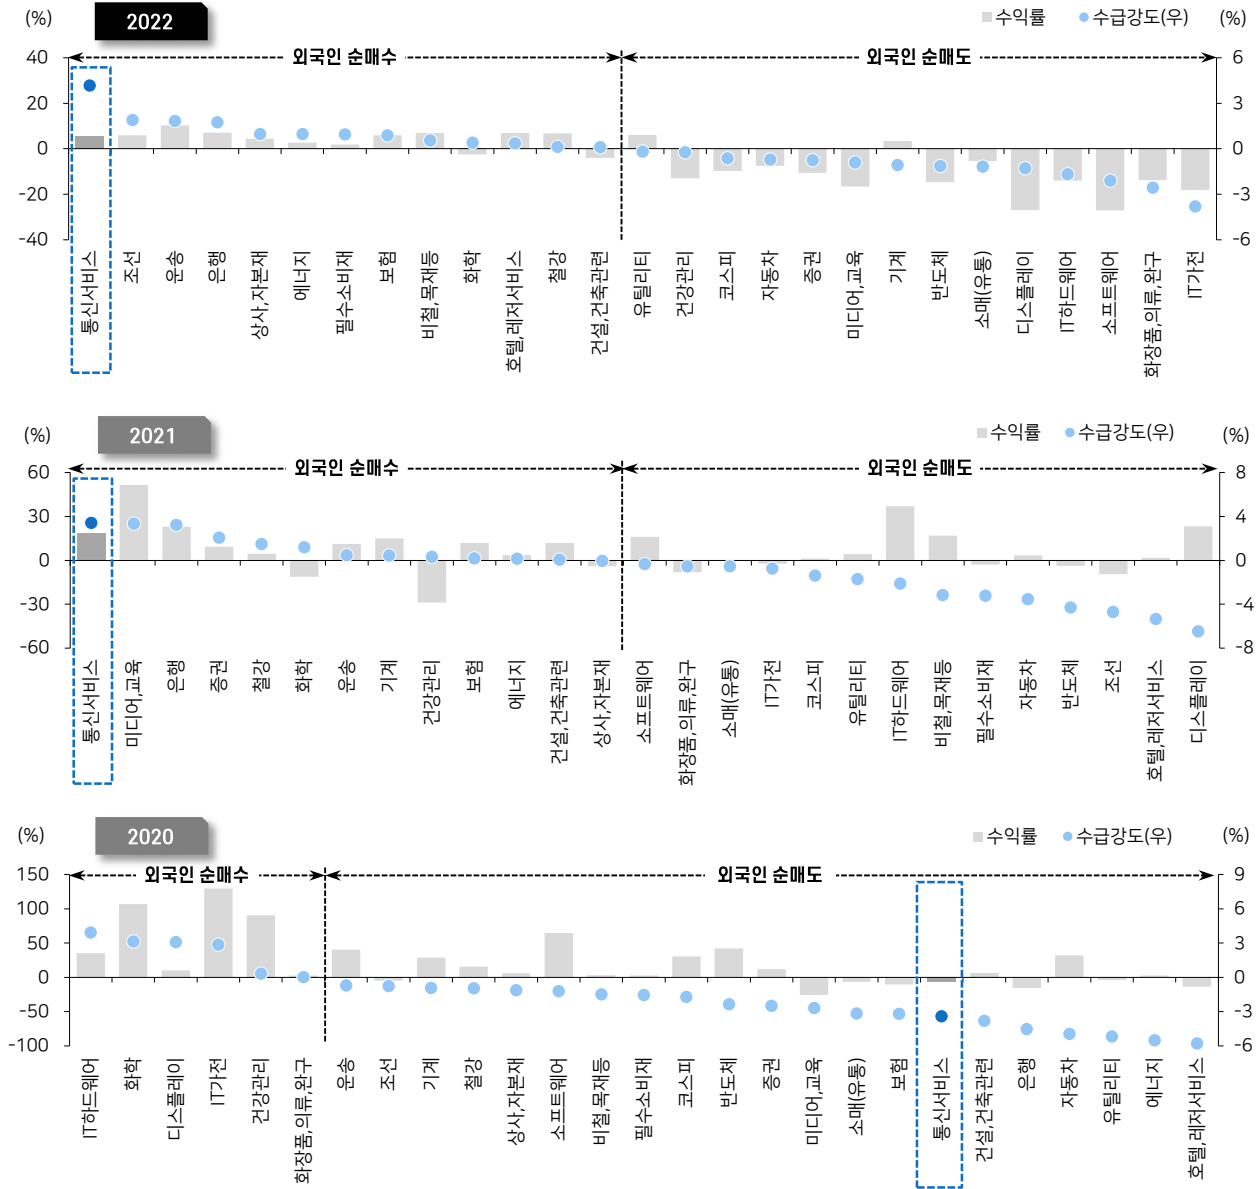 (%)
2022
수익률
수급강도(우)
(%)
외국인 순매수
외국인 순매도
40
20
0
-20
-40
6
3
0
-3
-6
통신서비스
조선
운송
은행
상사,자본재
에너지
필수소비재
보험
비철,목재등
화학
호텔,레저서비스
철강
건설,건축관련
유틸리티
건강관리
코스피
자동차
증권
미디어,교육
기계
반도체
소매(유통)
디스플레이
IT하드웨어
소프트웨어
화장품,의류,완구
IT가전
(%)
2021
수익률
수급강도(우)
(%)
외국인 순매수
외국인 순매도
60
30
0
-30
-60
8
4
0
-4
-8
통신서비스
미디어,교육
은행
증권
철강
화학
운송
기계
건강관리
보험
에너지
건설,건축관련
상사,자본재
소프트웨어
화장품,의류,완구
소매(유통)
IT가전
코스피
유틸리티
IT하드웨어
비철,목재등
필수소비재
자동차
반도체
조선
호텔,레저서비스
디스플레이
(%)
2020
수익률
수급강도(우)
(%)
외국인 순매수
외국인 순매도
150
100
50
0
-50
-100
9
6
3
0
-3
-6
IT하드웨어
화학
디스플레이
IT가전
건강관리
화장품,의류,완구
운송
조선
기계
철강
상사,자본재
소프트웨어
비철,목재등
필수소비재
코스피
반도체
증권
미디어,교육
소매(유통)
보험
통신서비스
건설,건축관련
은행
자동차
유틸리티
에너지
호텔,레저서비스